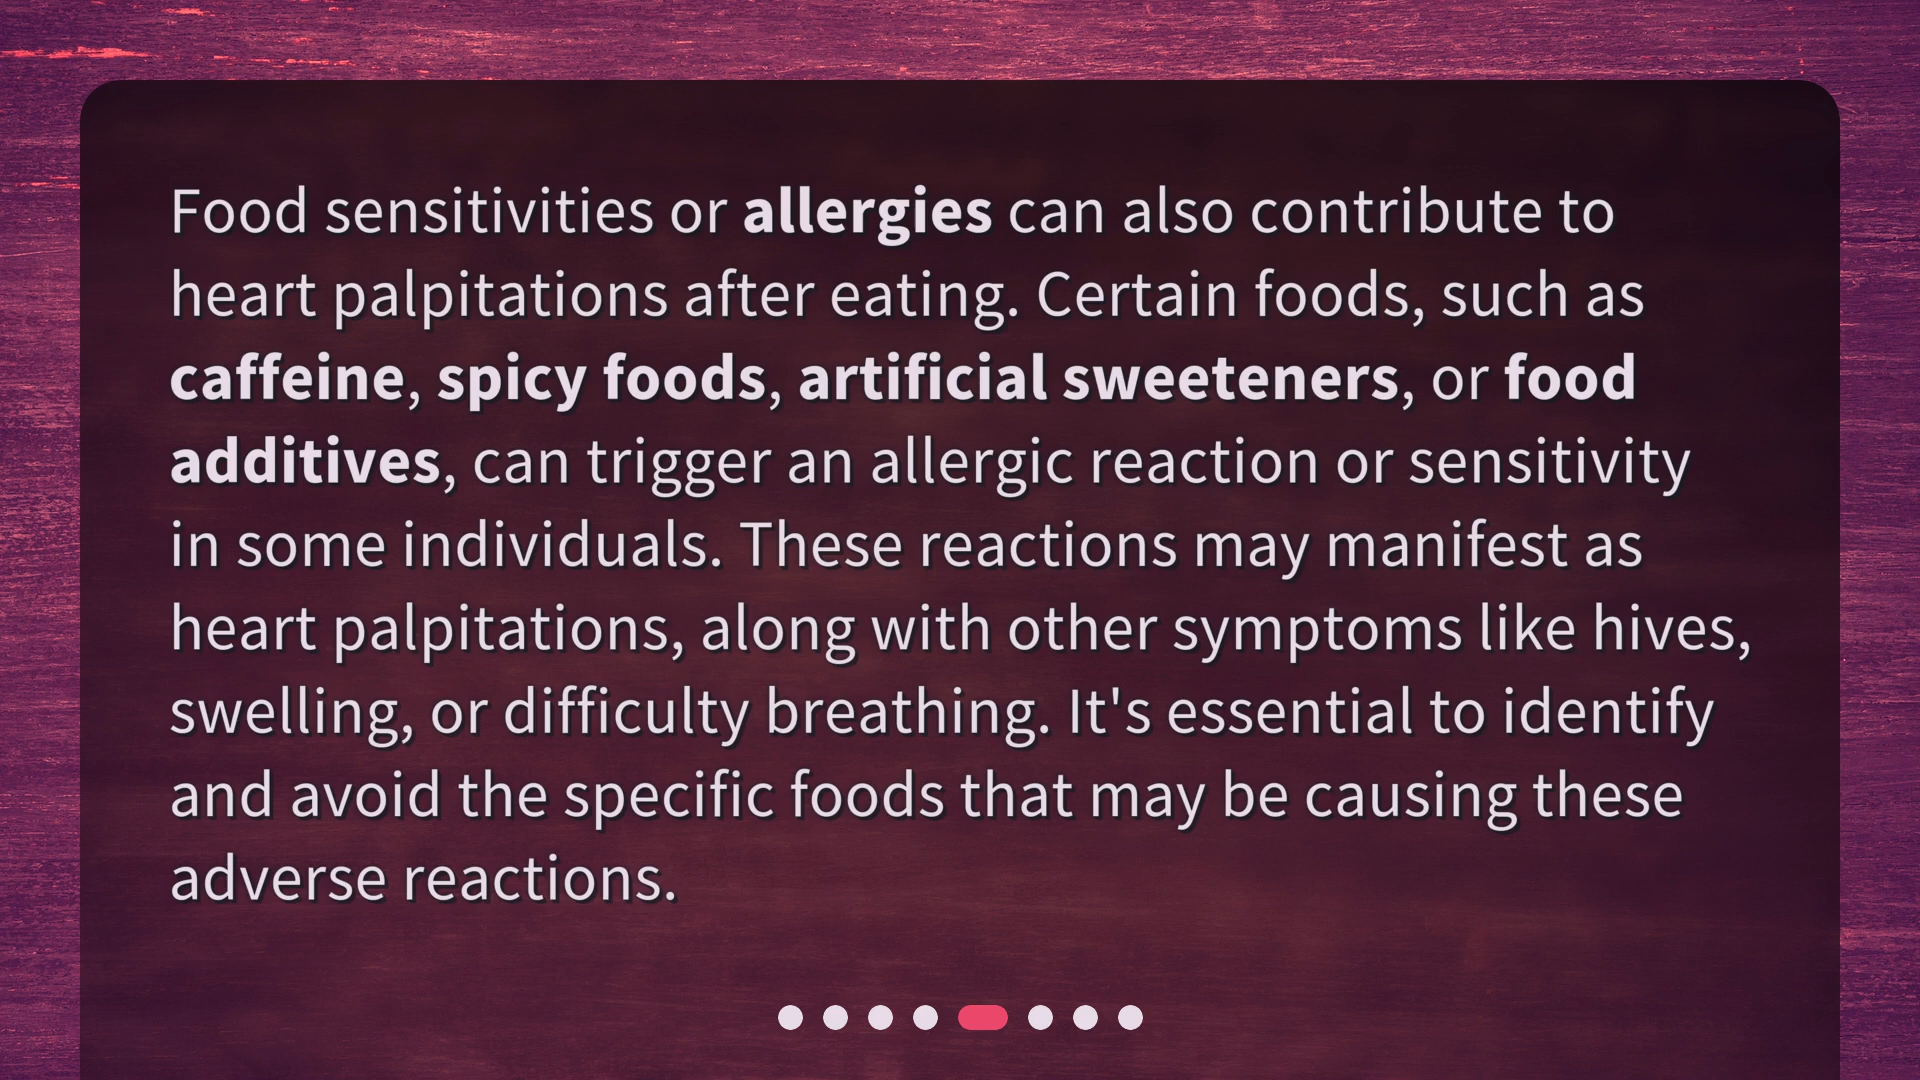 Food sensitivities or allergies can also contribute to
heart palpitations after eating. Certain foods, such as
caffeine, spicy foods, artificial sweeteners, or food
additives, can trigger an allergic reaction or sensitivity
in some individuals. These reactions may manifest as
heart palpitations, along with other symptoms like hives,
swelling, or difficulty breathing. It's essential to identify
and avoid the specific foods that may be causing these
adverse reactions.